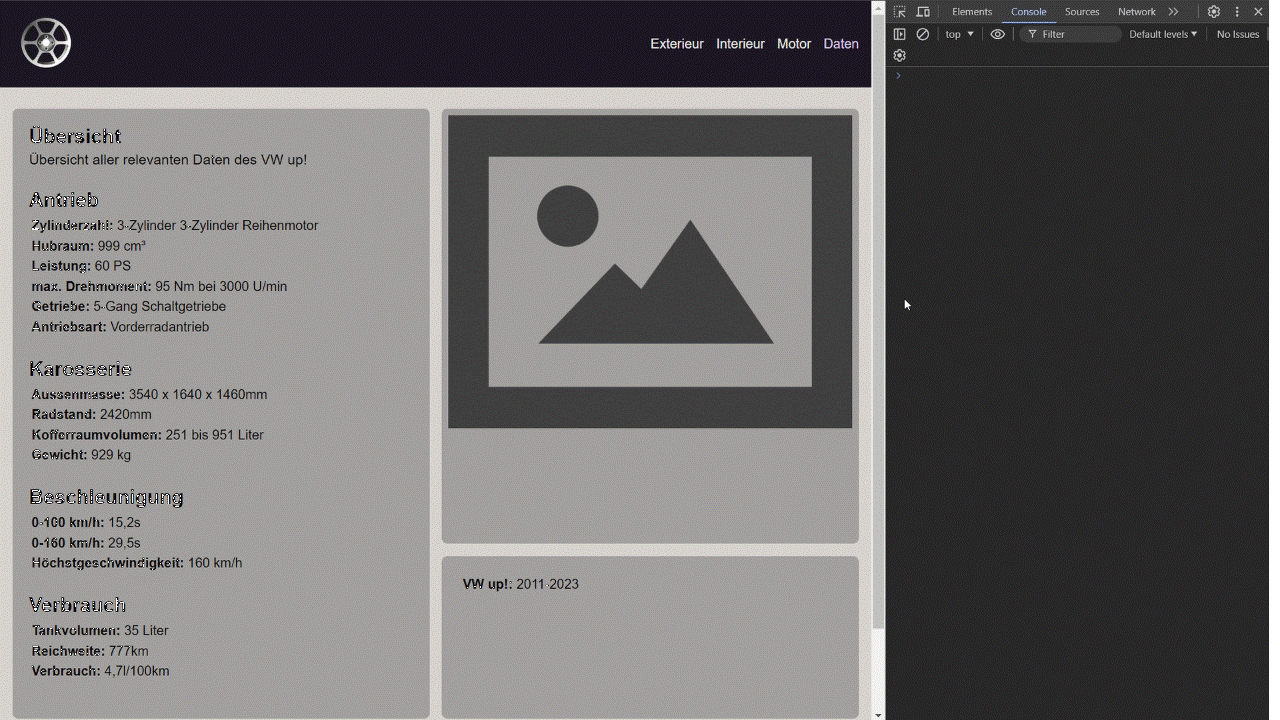 Exterieur Interieur Motor Daten
Übersicht
Übersicht aller relevanten Daten des VW up!
Antrieb
Zylinderzahl: 3-Zylinder 3-Zylinder Reihenmotor
Hubraum: 999 cm³
Leistung: 60 PS
max. Drehmoment: 95 Nm bei 3000 U/min
Getriebe: 5-Gang Schaltgetriebe
Antriebsart: Vorderradantrieb
Karosserie
Aussenmasse: 3540 x 1640 x 1460mm
Radstand: 2420mm
Kofferraumvolumen: 251 bis 951 Liter
Gewicht: 929 kg
Beschleunigung
0-100 km/h: 15,2s
0-160 km/h: 29,5s
Höchstgeschwindigkeit: 160 km/h
Verbrauch
Tankvolumen: 35 Liter
Reichweite: 777km
Verbrauch: 4,7l/100km
VW up!: 2011-2023
Elements Console Sources Network
top Filter Default levels No Issues